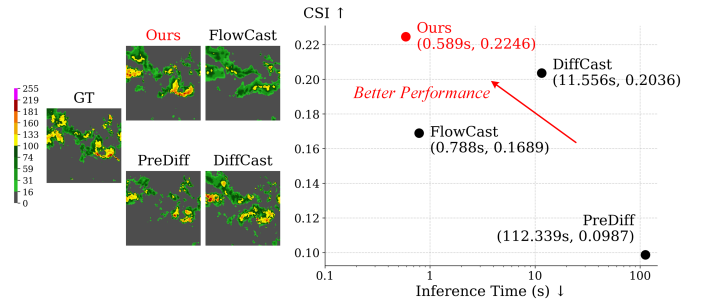 Ours
FlowCast
GT
255
219
181
160
133
100
74
59
31
16
0
PreDiff
DiffCast
CSI ↑
0.22
0.20
0.18
0.16
0.14
0.12
0.10
Ours
(0.589s, 0.2246)
DiffCast
(11.556s, 0.2036)
Better Performance
FlowCast
(0.788s, 0.1689)
PreDiff
(112.339s, 0.0987)
0.1
1
10
100
Inference Time (s) ↓